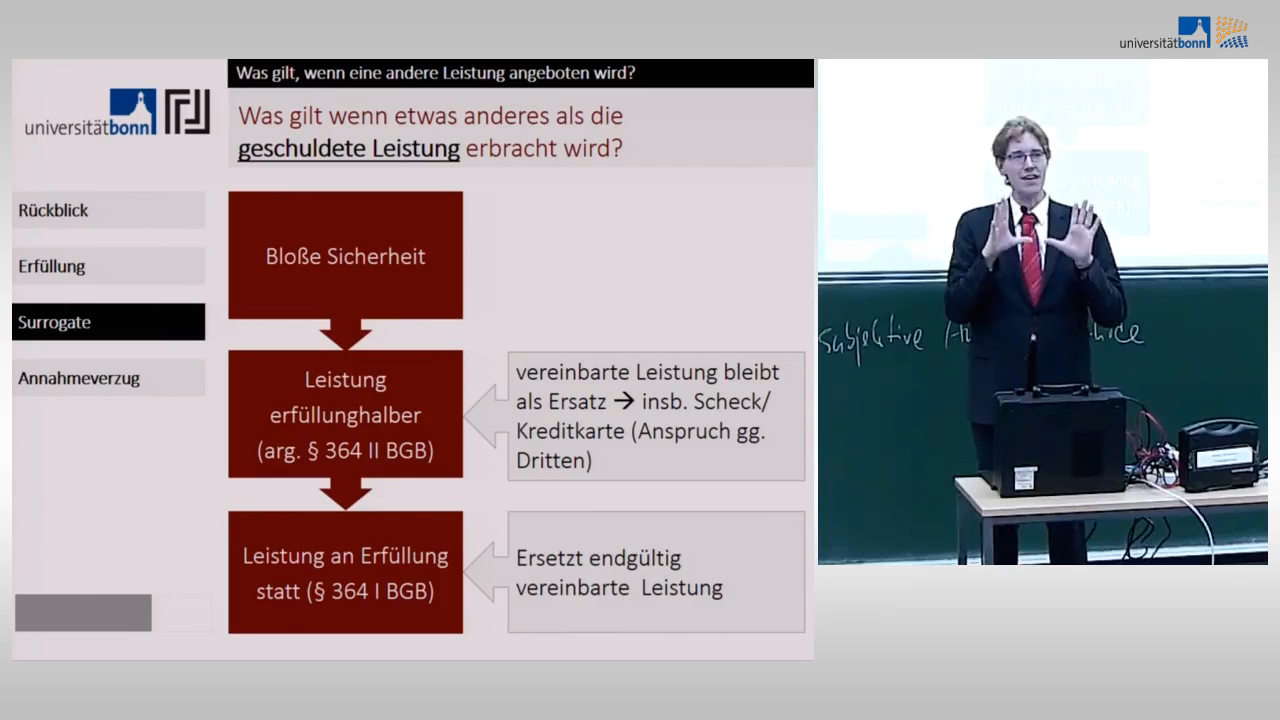 universitätbonn
Was gilt, wenn eine andere Leistung angeboten wird?
universitätbonn
Was gilt wenn etwas anderes als die
geschuldete Leistung erbracht wird?
Rückblick
Erfüllung
Surrogate
Annahmeverzug
Bloße Sicherheit
Leistung
erfüllunghalber
(arg. § 364 II BGB)
vereinbarte Leistung bleibt
als Ersatz → insb. Scheck/
Kreditkarte (Anspruch gg.
Dritten)
Leistung an Erfüllung
statt (§ 364 I BGB)
Ersetzt endgültig
vereinbarte Leistung
subjektive